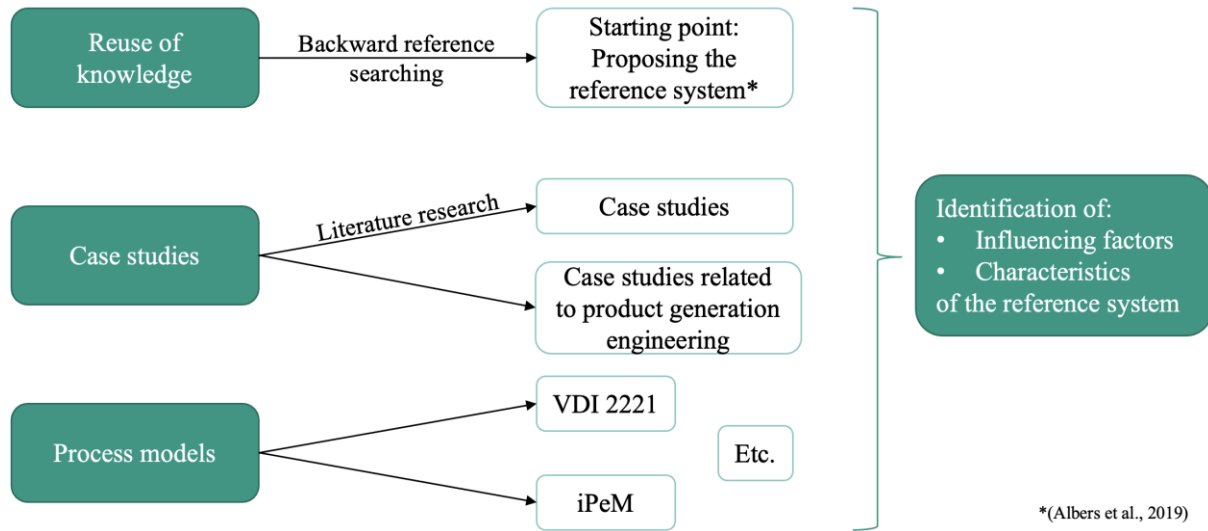 Reuse of
knowledge
Backward reference
searching
Starting point:
Proposing the
reference system*
Case studies
Literature research
Case studies
Case studies related
to product generation
engineering
Process models
VDI 2221
Etc.
iPeM
Identification of:
• Influencing factors
• Characteristics
of the reference system
*(Albers et al., 2019)